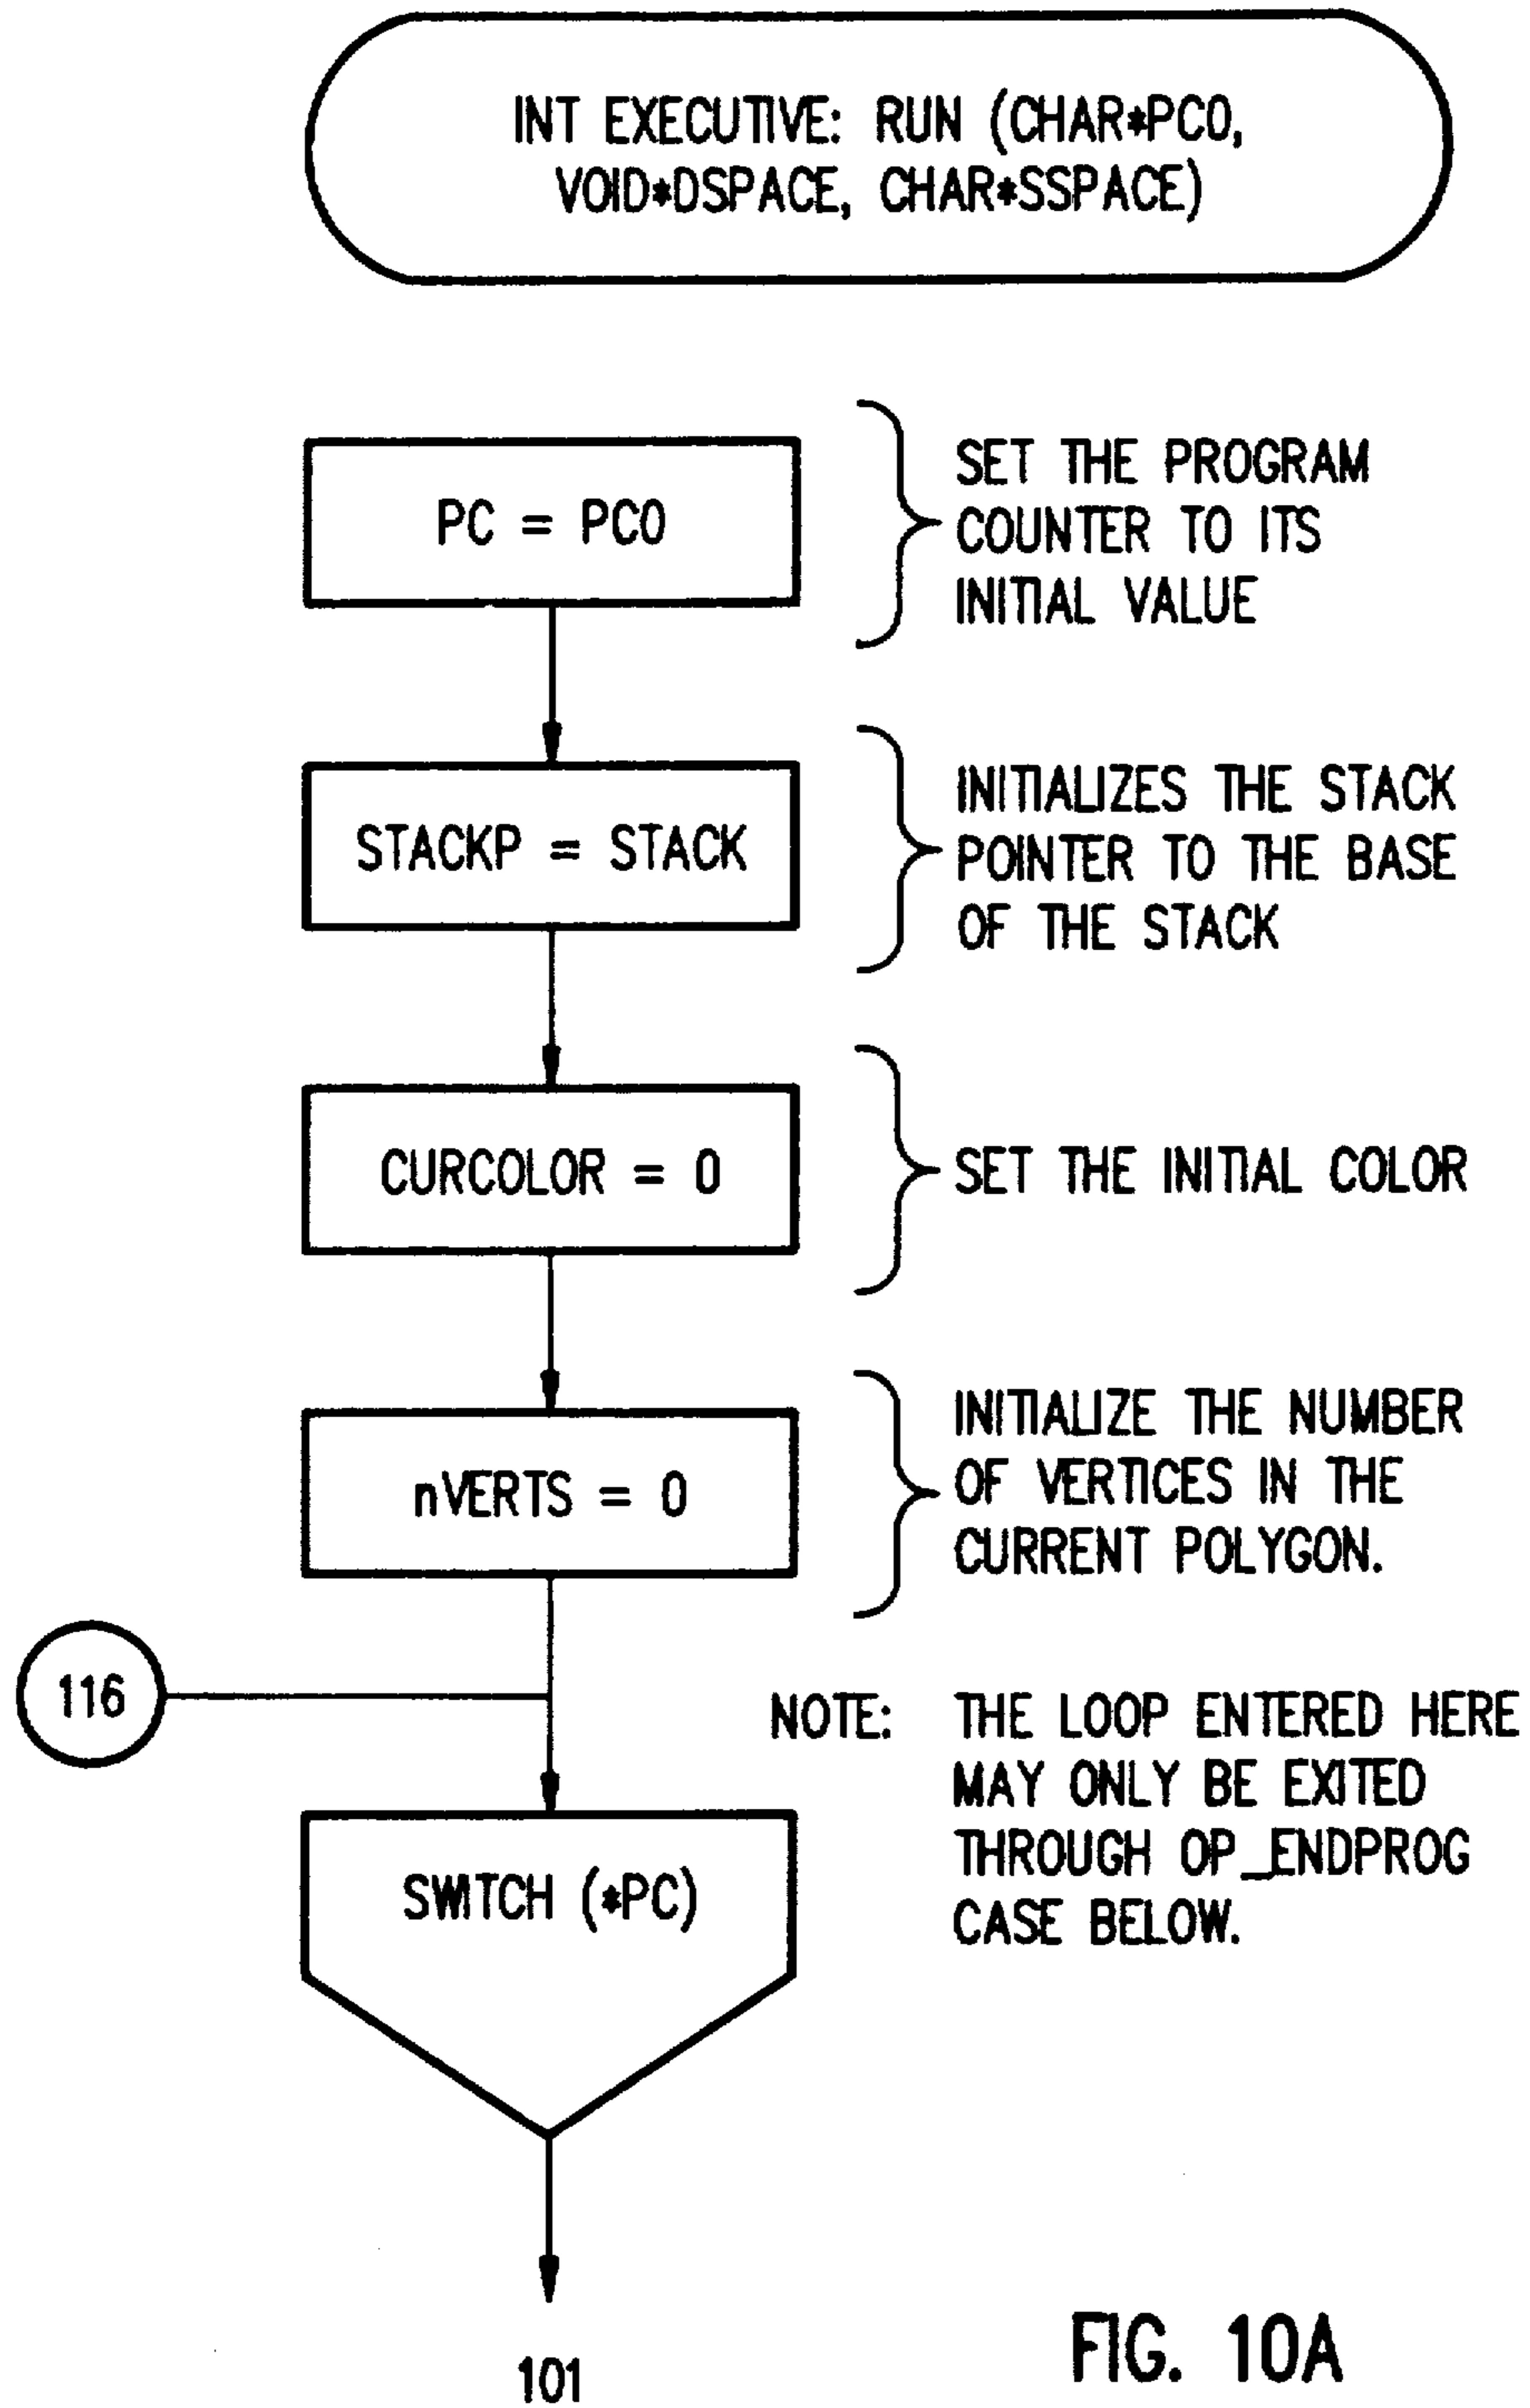 INT EXECUTIVE: RUN (CHAR*PC0,
VOID*DSPACE, CHAR*SSPACE)
PC = PC0
SET THE PROGRAM
COUNTER TO ITS
INITIAL VALUE
STACKP = STACK
INITIALIZES THE STACK
POINTER TO THE BASE
OF THE STACK
CURCOLOR = 0
SET THE INITIAL COLOR
nVERTS = 0
INITIALIZE THE NUMBER
OF VERTICES IN THE
CURRENT POLYGON.
116
NOTE: THE LOOP ENTERED HERE
MAY ONLY BE EXITED
THROUGH OP_ENDPROG
CASE BELOW.
SWITCH (*PC)
101
FIG. 10A